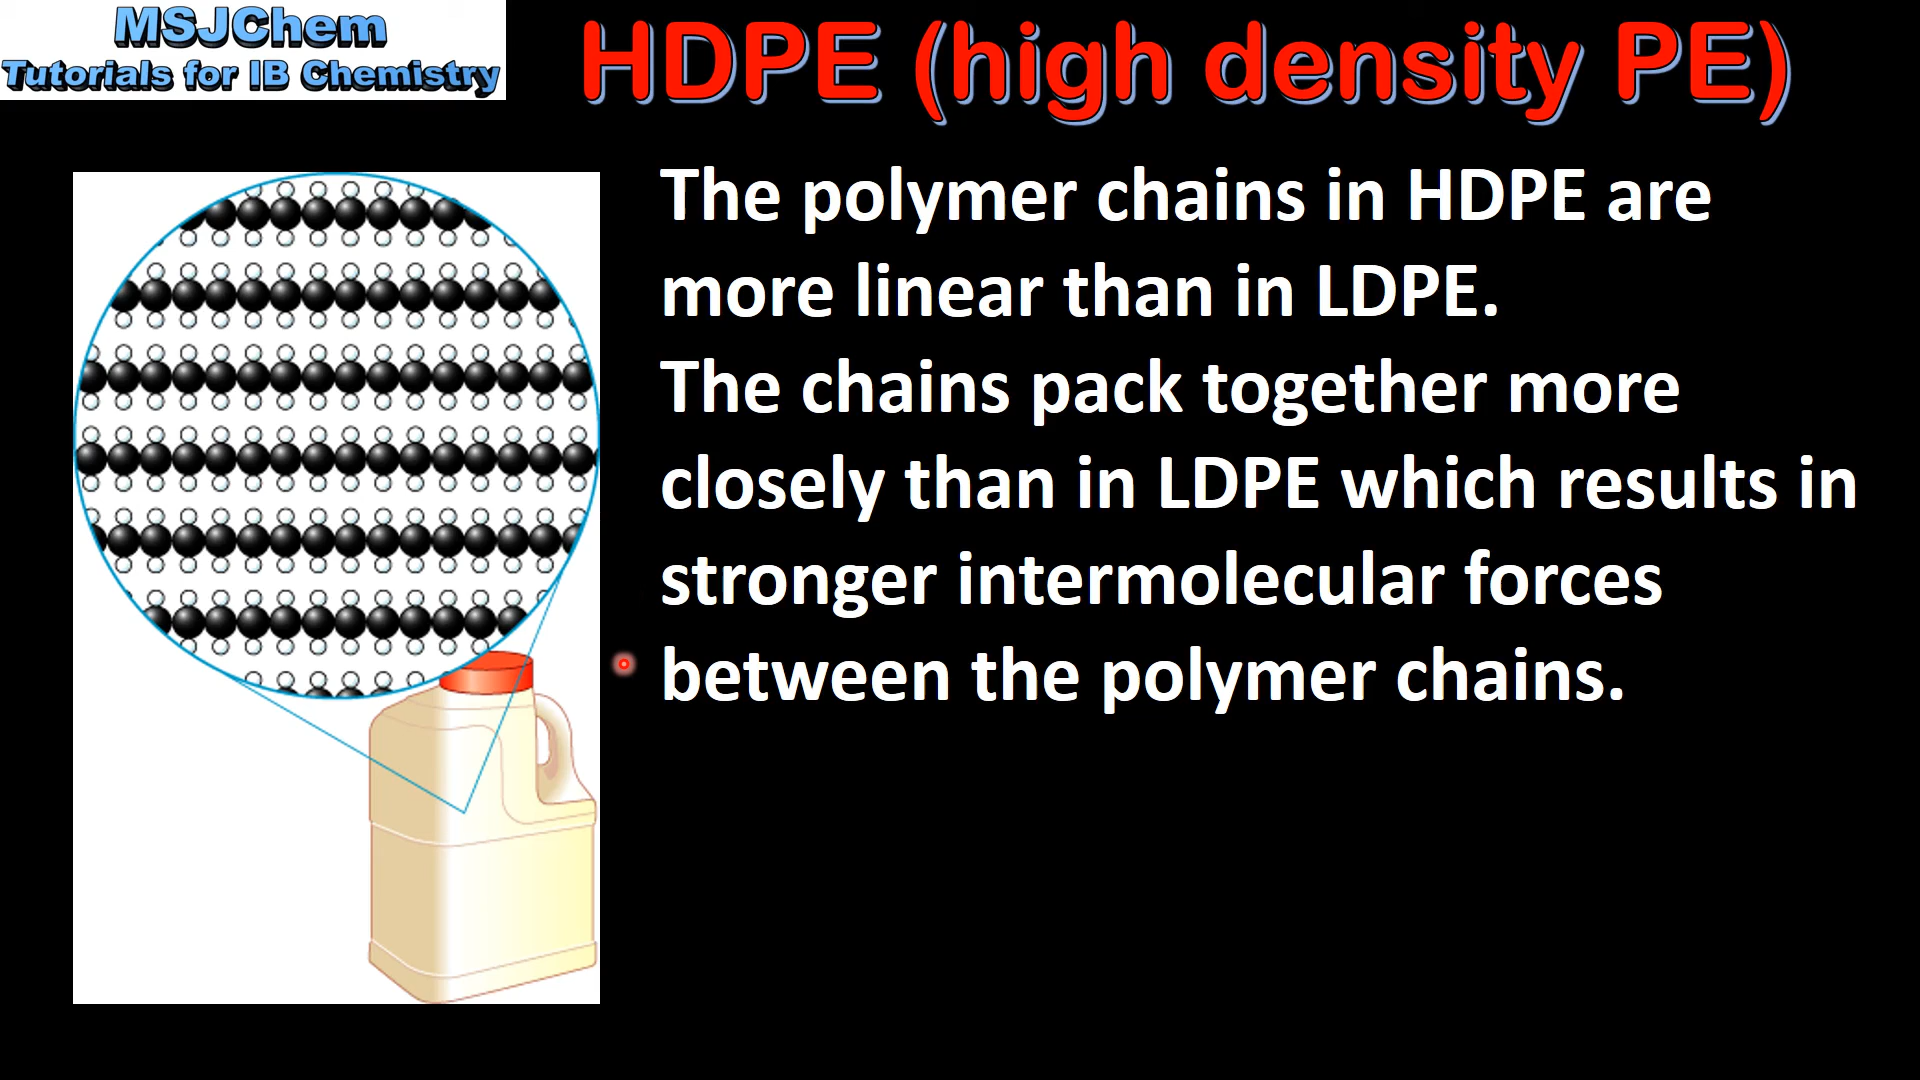 MSJChem
Tutorials for IB Chemistry
HDPE (high density PE)
The polymer chains in HDPE are
more linear than in LDPE.
The chains pack together more
closely than in LDPE which results in
stronger intermolecular forces
between the polymer chains.